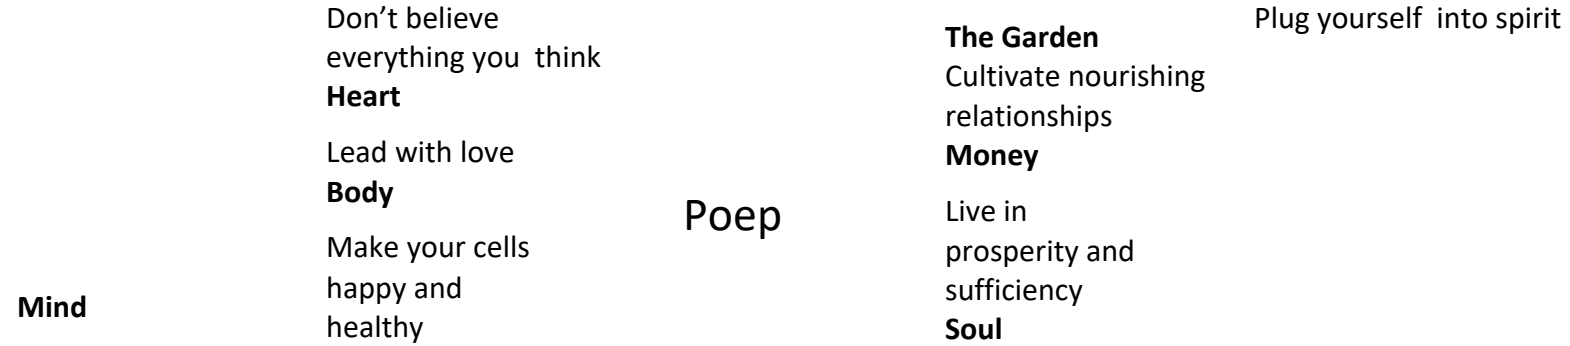 Mind
Don’t believe
everything you  think
Heart
Lead with love
Body
Make your cells
happy and
healthy
Poep
The Garden
Cultivate nourishing
relationships
Money
Live in
prosperity and
sufficiency
Soul
Plug yourself  into spirit